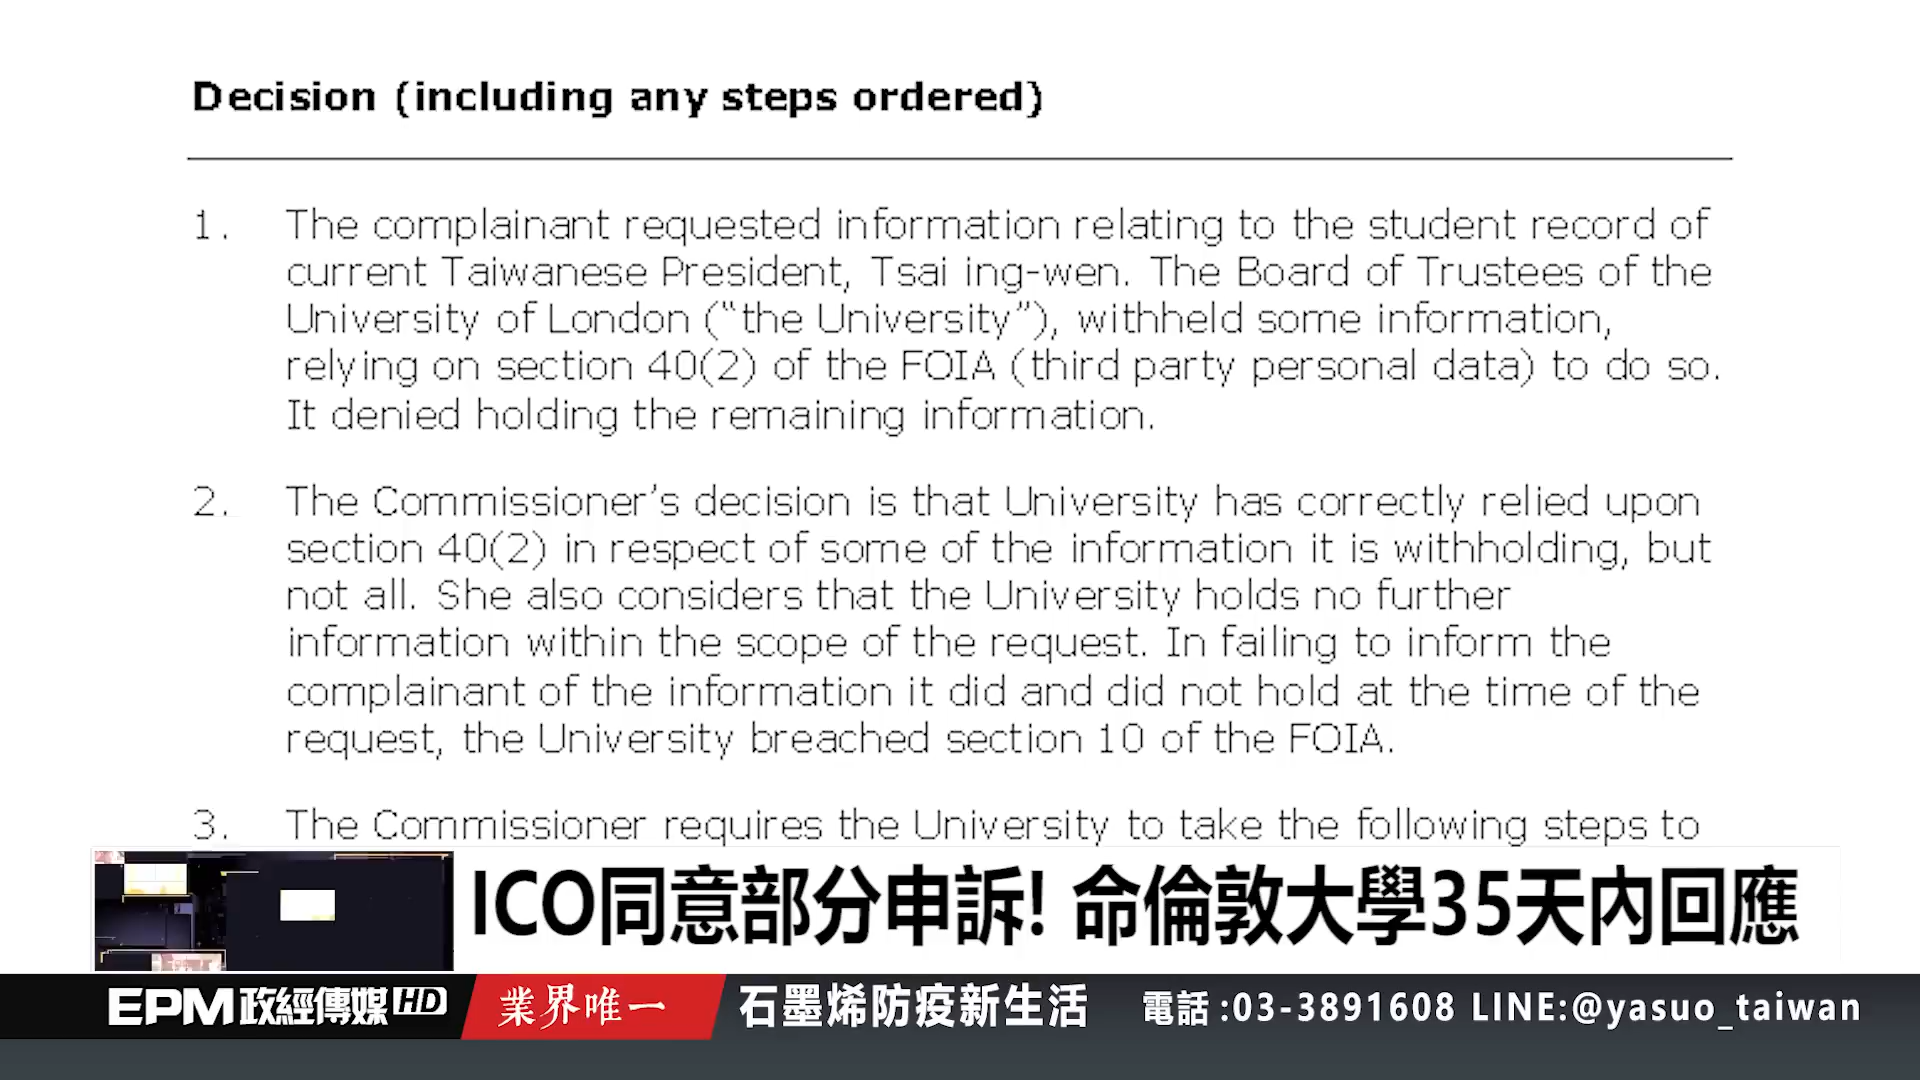 Decision (including any steps ordered)
1. The complainant requested information relating to the student record of
current Taiwanese President, Tsai ing-wen. The Board of Trustees of the
University of London (“the University”), withheld some information,
relying on section 40(2) of the FOIA (third party personal data) to do so.
It denied holding the remaining information.
2. The Commissioner’s decision is that University has correctly relied upon
section 40(2) in respect of some of the information it is withholding, but
not all. She also considers that the University holds no further
information within the scope of the request. In failing to inform the
complainant of the information it did and did not hold at the time of the
request, the University breached section 10 of the FOIA.
3. The Commissioner requires the University to take the following steps to
ICO同意部分申訴! 命倫敦大學35天內回應
EPM政經傳媒HD 業界唯一 石墨烯防疫新生活 電話:03-3891608 LINE:@yasuo_taiwan